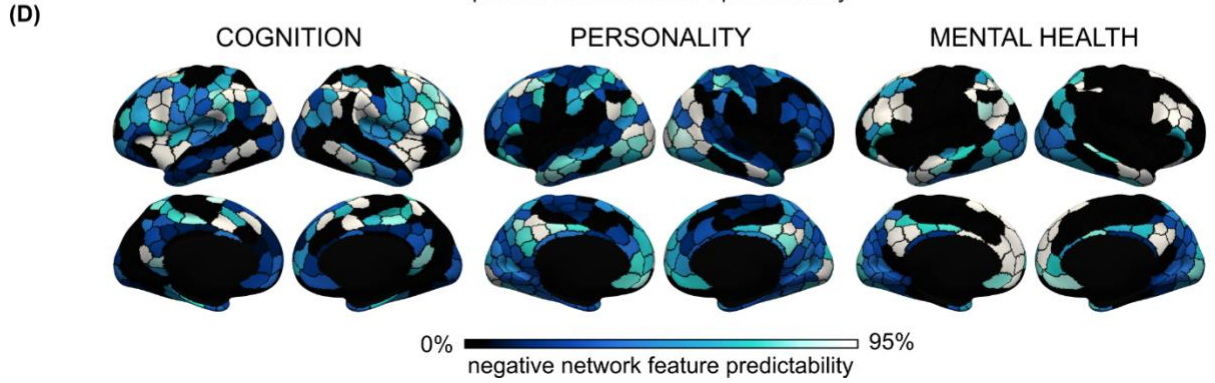 (D)
COGNITION PERSONALITY MENTAL HEALTH
0% 95%
negative network feature predictability